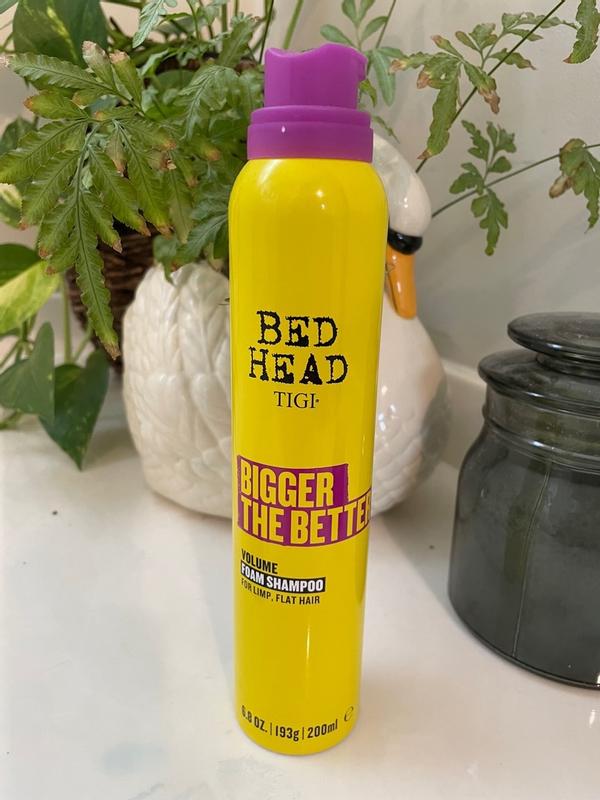 BED
HEAD
TIGI
BIGGER
THE BETTER
VOLUME
FOAM SHAMPOO
FOR LIMP, FLAT HAIR
6.8 OZ. | 193g | 200ml ℮